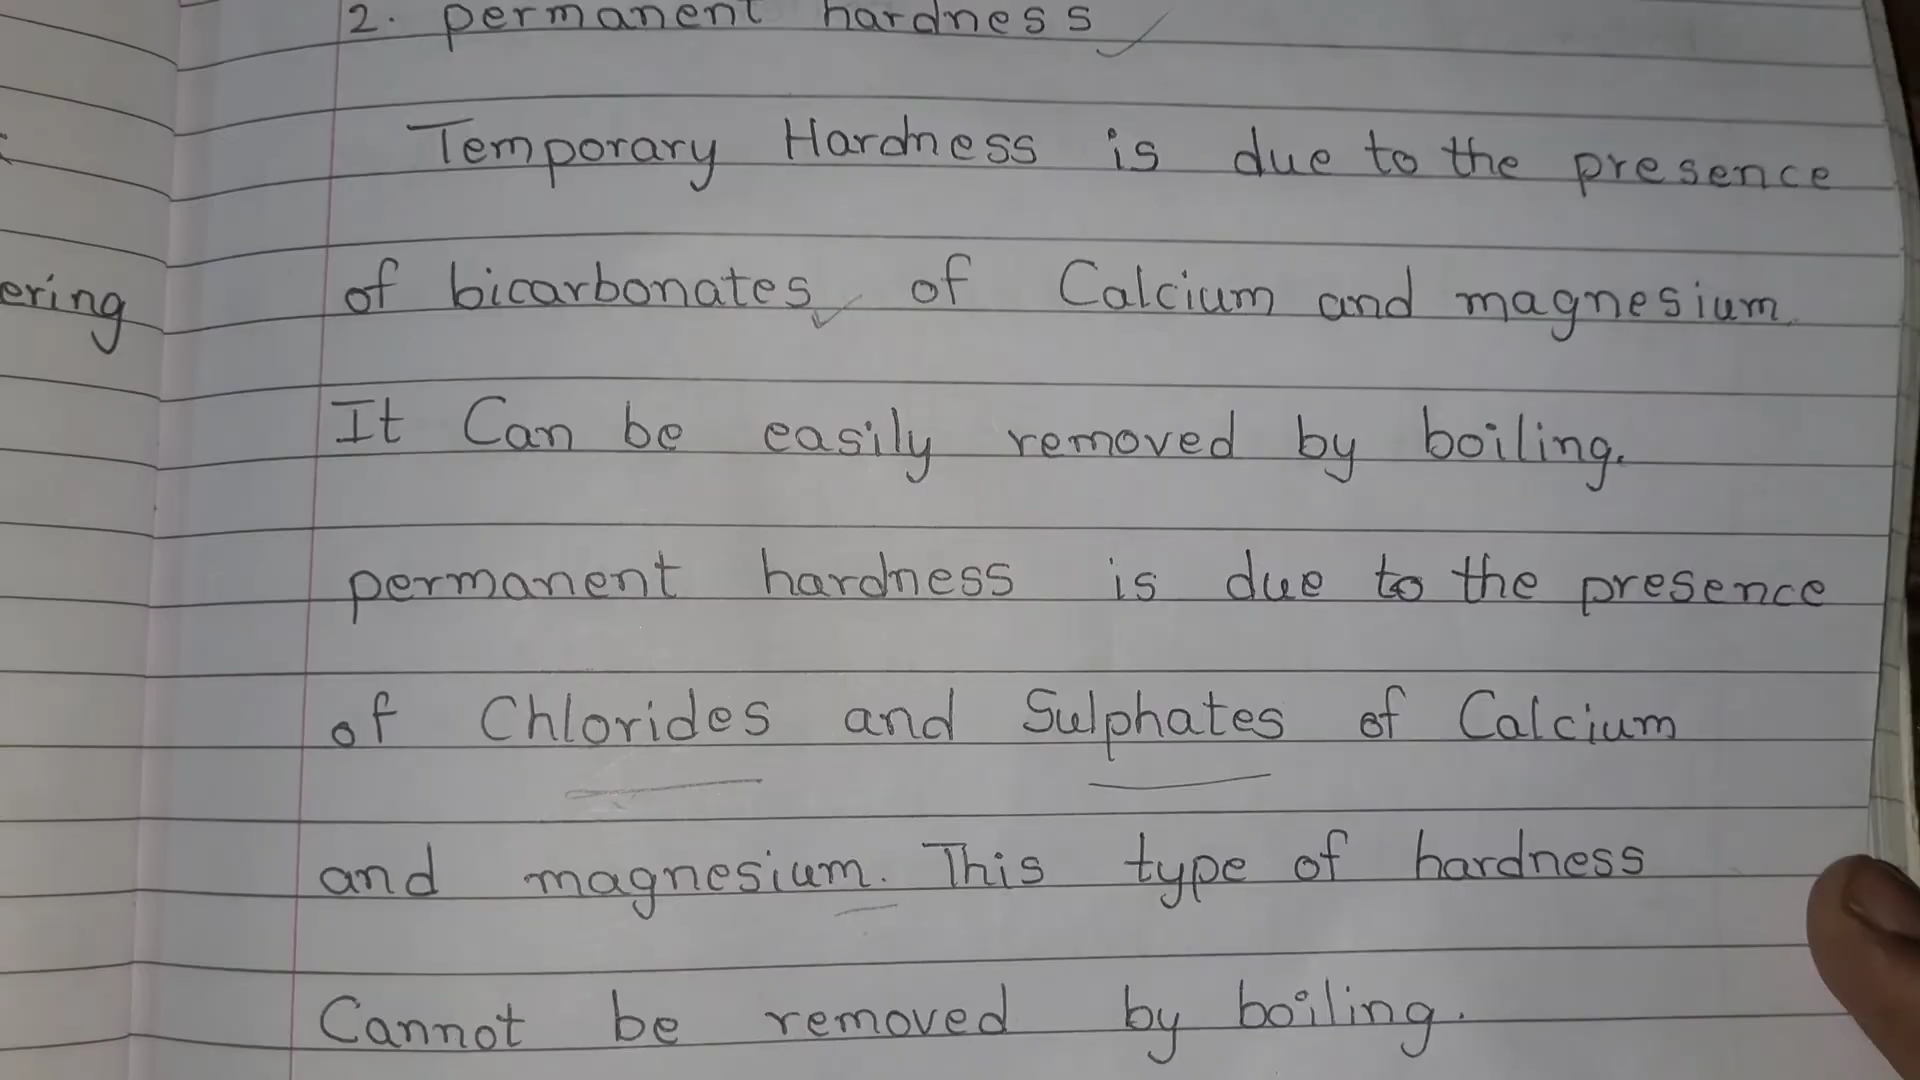 2. permanent hardness
Temporary Hardness is due to the presence
of bicarbonates of Calcium and magnesium.
ering
It Can be easily removed by boiling.
permanent hardness is due to the presence
of Chlorides and Sulphates of Calcium
and magnesium. This type of hardness
Cannot be removed by boiling.